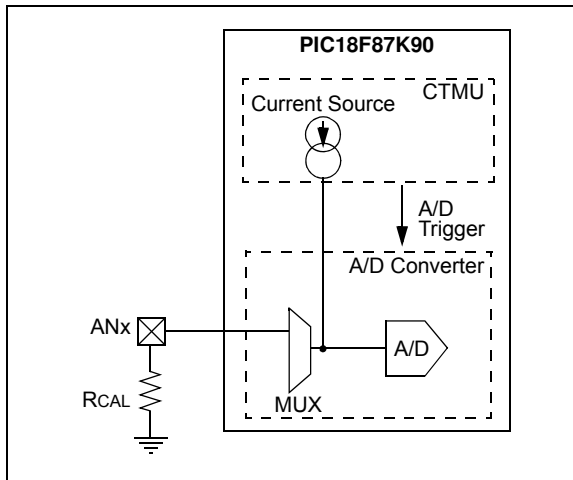 PIC18F87K90
CTMU
Current Source
A/D
Trigger
A/D Converter
ANx
A/D
RCAL
MUX